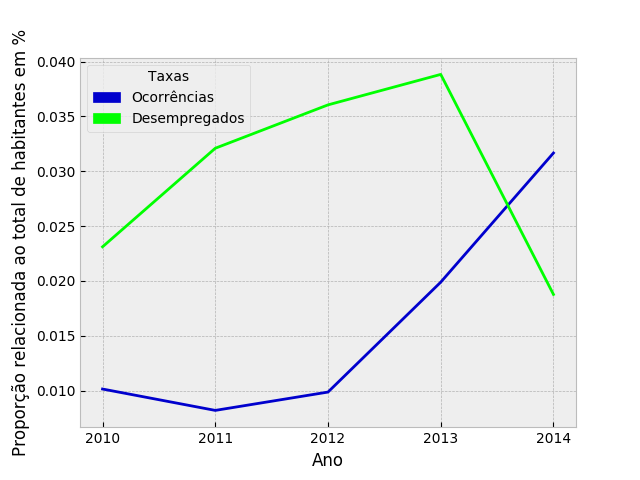 Proporção relacionada ao total de habitantes em %
0.040
0.035
0.030
0.025
0.020
0.015
0.010
Taxas
Ocorrências
Desempregados
2010 2011 2012 2013 2014
Ano